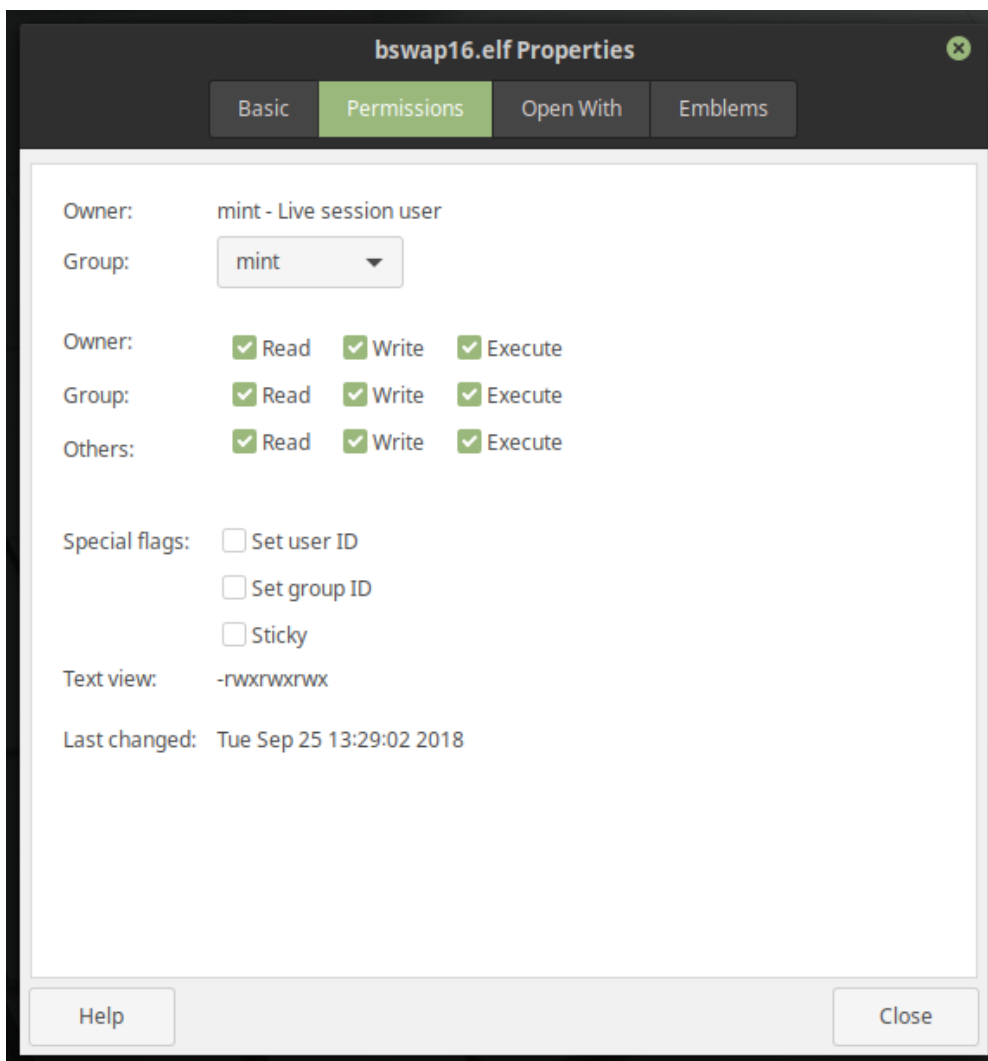 bswap16.elf Properties
Basic Permissions Open With Emblems
Owner: mint - Live session user
Group: mint
Owner: Read Write Execute
Group: Read Write Execute
Others: Read Write Execute
Special flags: Set user ID
Set group ID
Sticky
Text view: -rwxrwxrwx
Last changed: Tue Sep 25 13:29:02 2018
Help Close